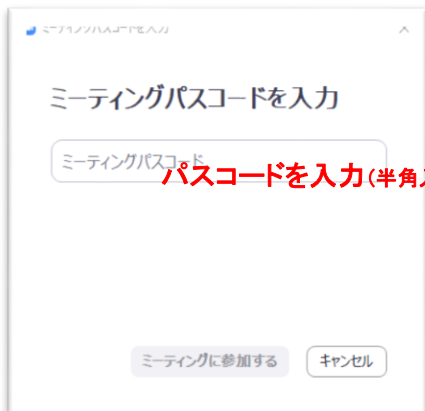 ミーティングパスコードを入力
ミーティングパスコードを入力
ミーティングパスコード
パスコードを入力(半角
ミーティングに参加する
キャンセル